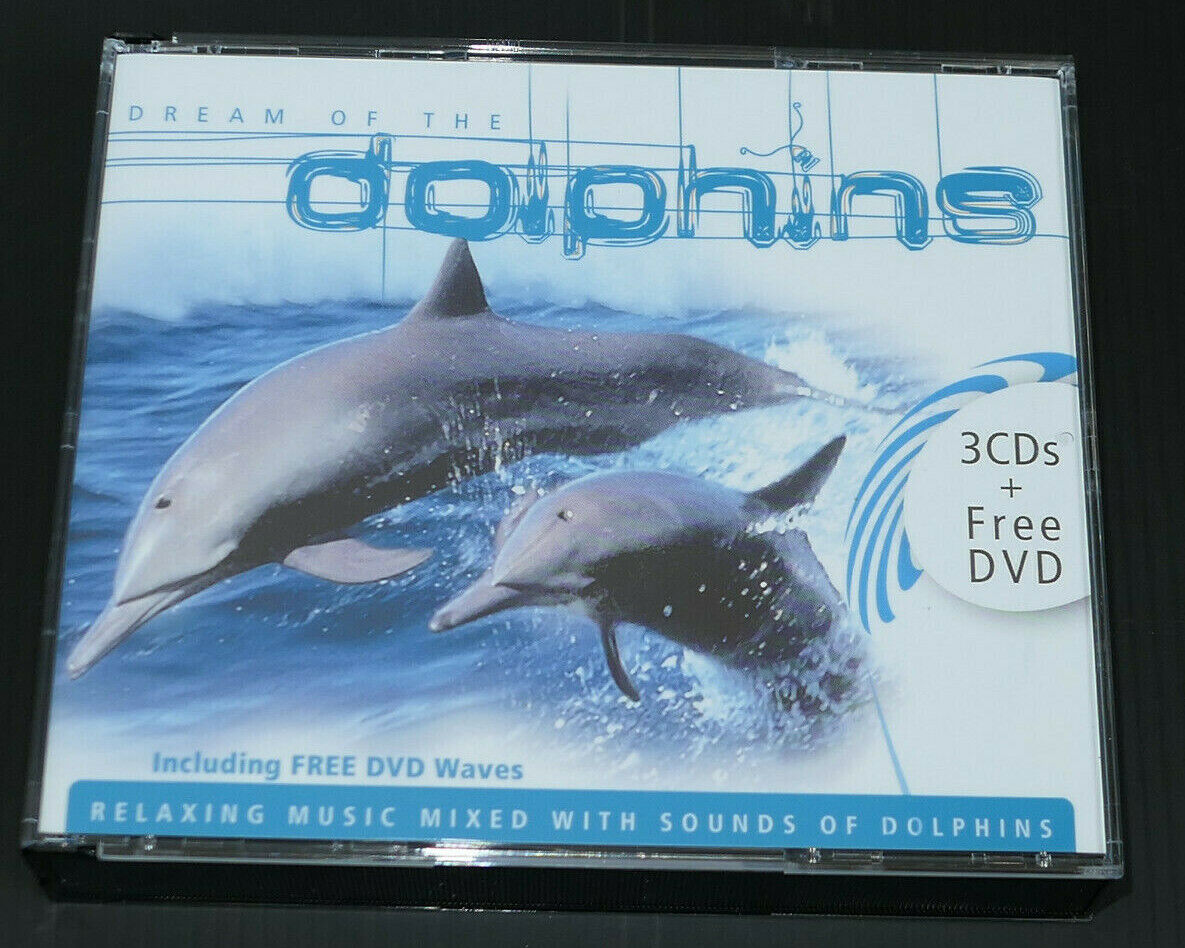 DREAM OF THE
dolphins
3CDs
+
Free
DVD
Including FREE DVD Waves
RELAXING MUSIC MIXED WITH SOUNDS OF DOLPHINS